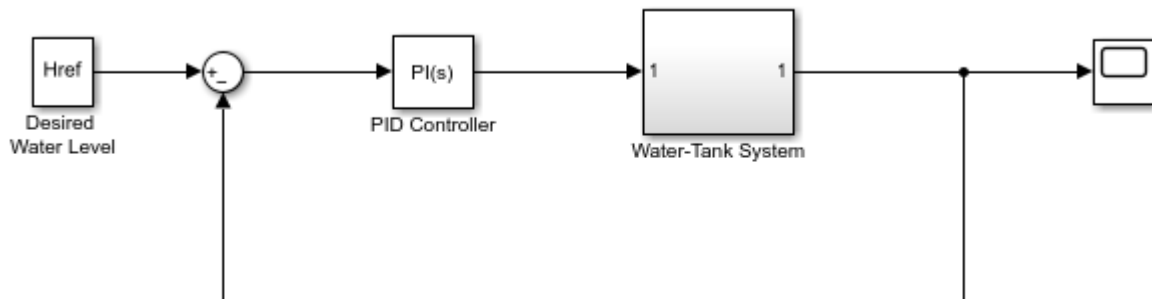 Href
+
−
PI(s)
1
1
Desired
Water Level
PID Controller
Water-Tank System